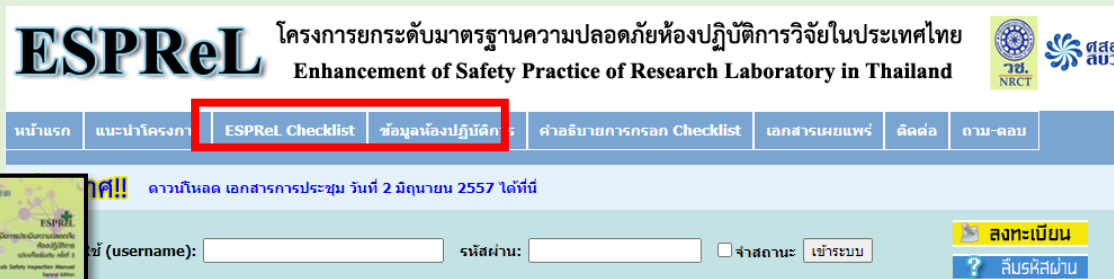 ESPReL
โครงการยกระดับมาตรฐานความปลอดภัยห้องปฏิบัติการวิจัยในประเทศไทย
Enhancement of Safety Practice of Research Laboratory in Thailand
วช.
NRCT
หน้าแรก
แนะนำโครงการ
ESPReL Checklist
ข้อมูลห้องปฏิบัติการ
คำอธิบายการกรอก Checklist
เอกสารเผยแพร่
ติดต่อ
ถาม-ตอบ
ดาวน์โหลด เอกสารการประชุม วันที่ 2 มิถุนายน 2557 ได้ที่นี่
ESPReL
(username):
รหัสผ่าน:
จำสถานะ
เข้าระบบ
ลงทะเบียน
? ลืมรหัสผ่าน